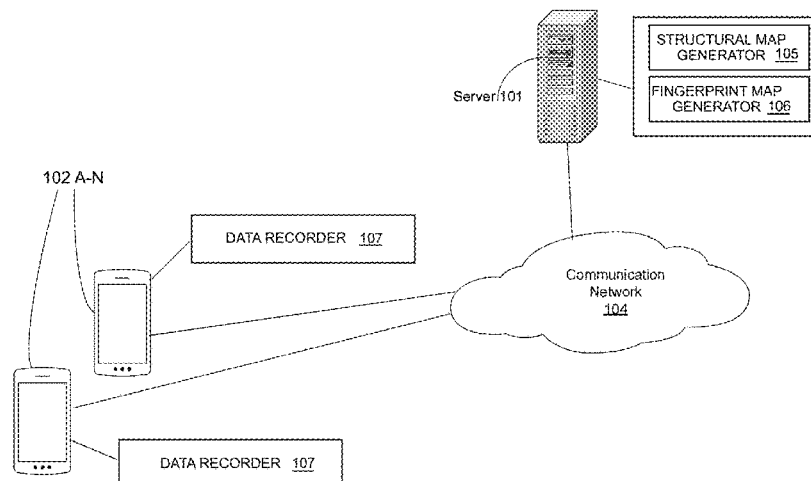 STRUCTURAL MAP
GENERATOR 105
Server 101
FINGERPRINT MAP
GENERATOR 106
102 A-N
DATA RECORDER 107
Communication
Network
104
DATA RECORDER 107